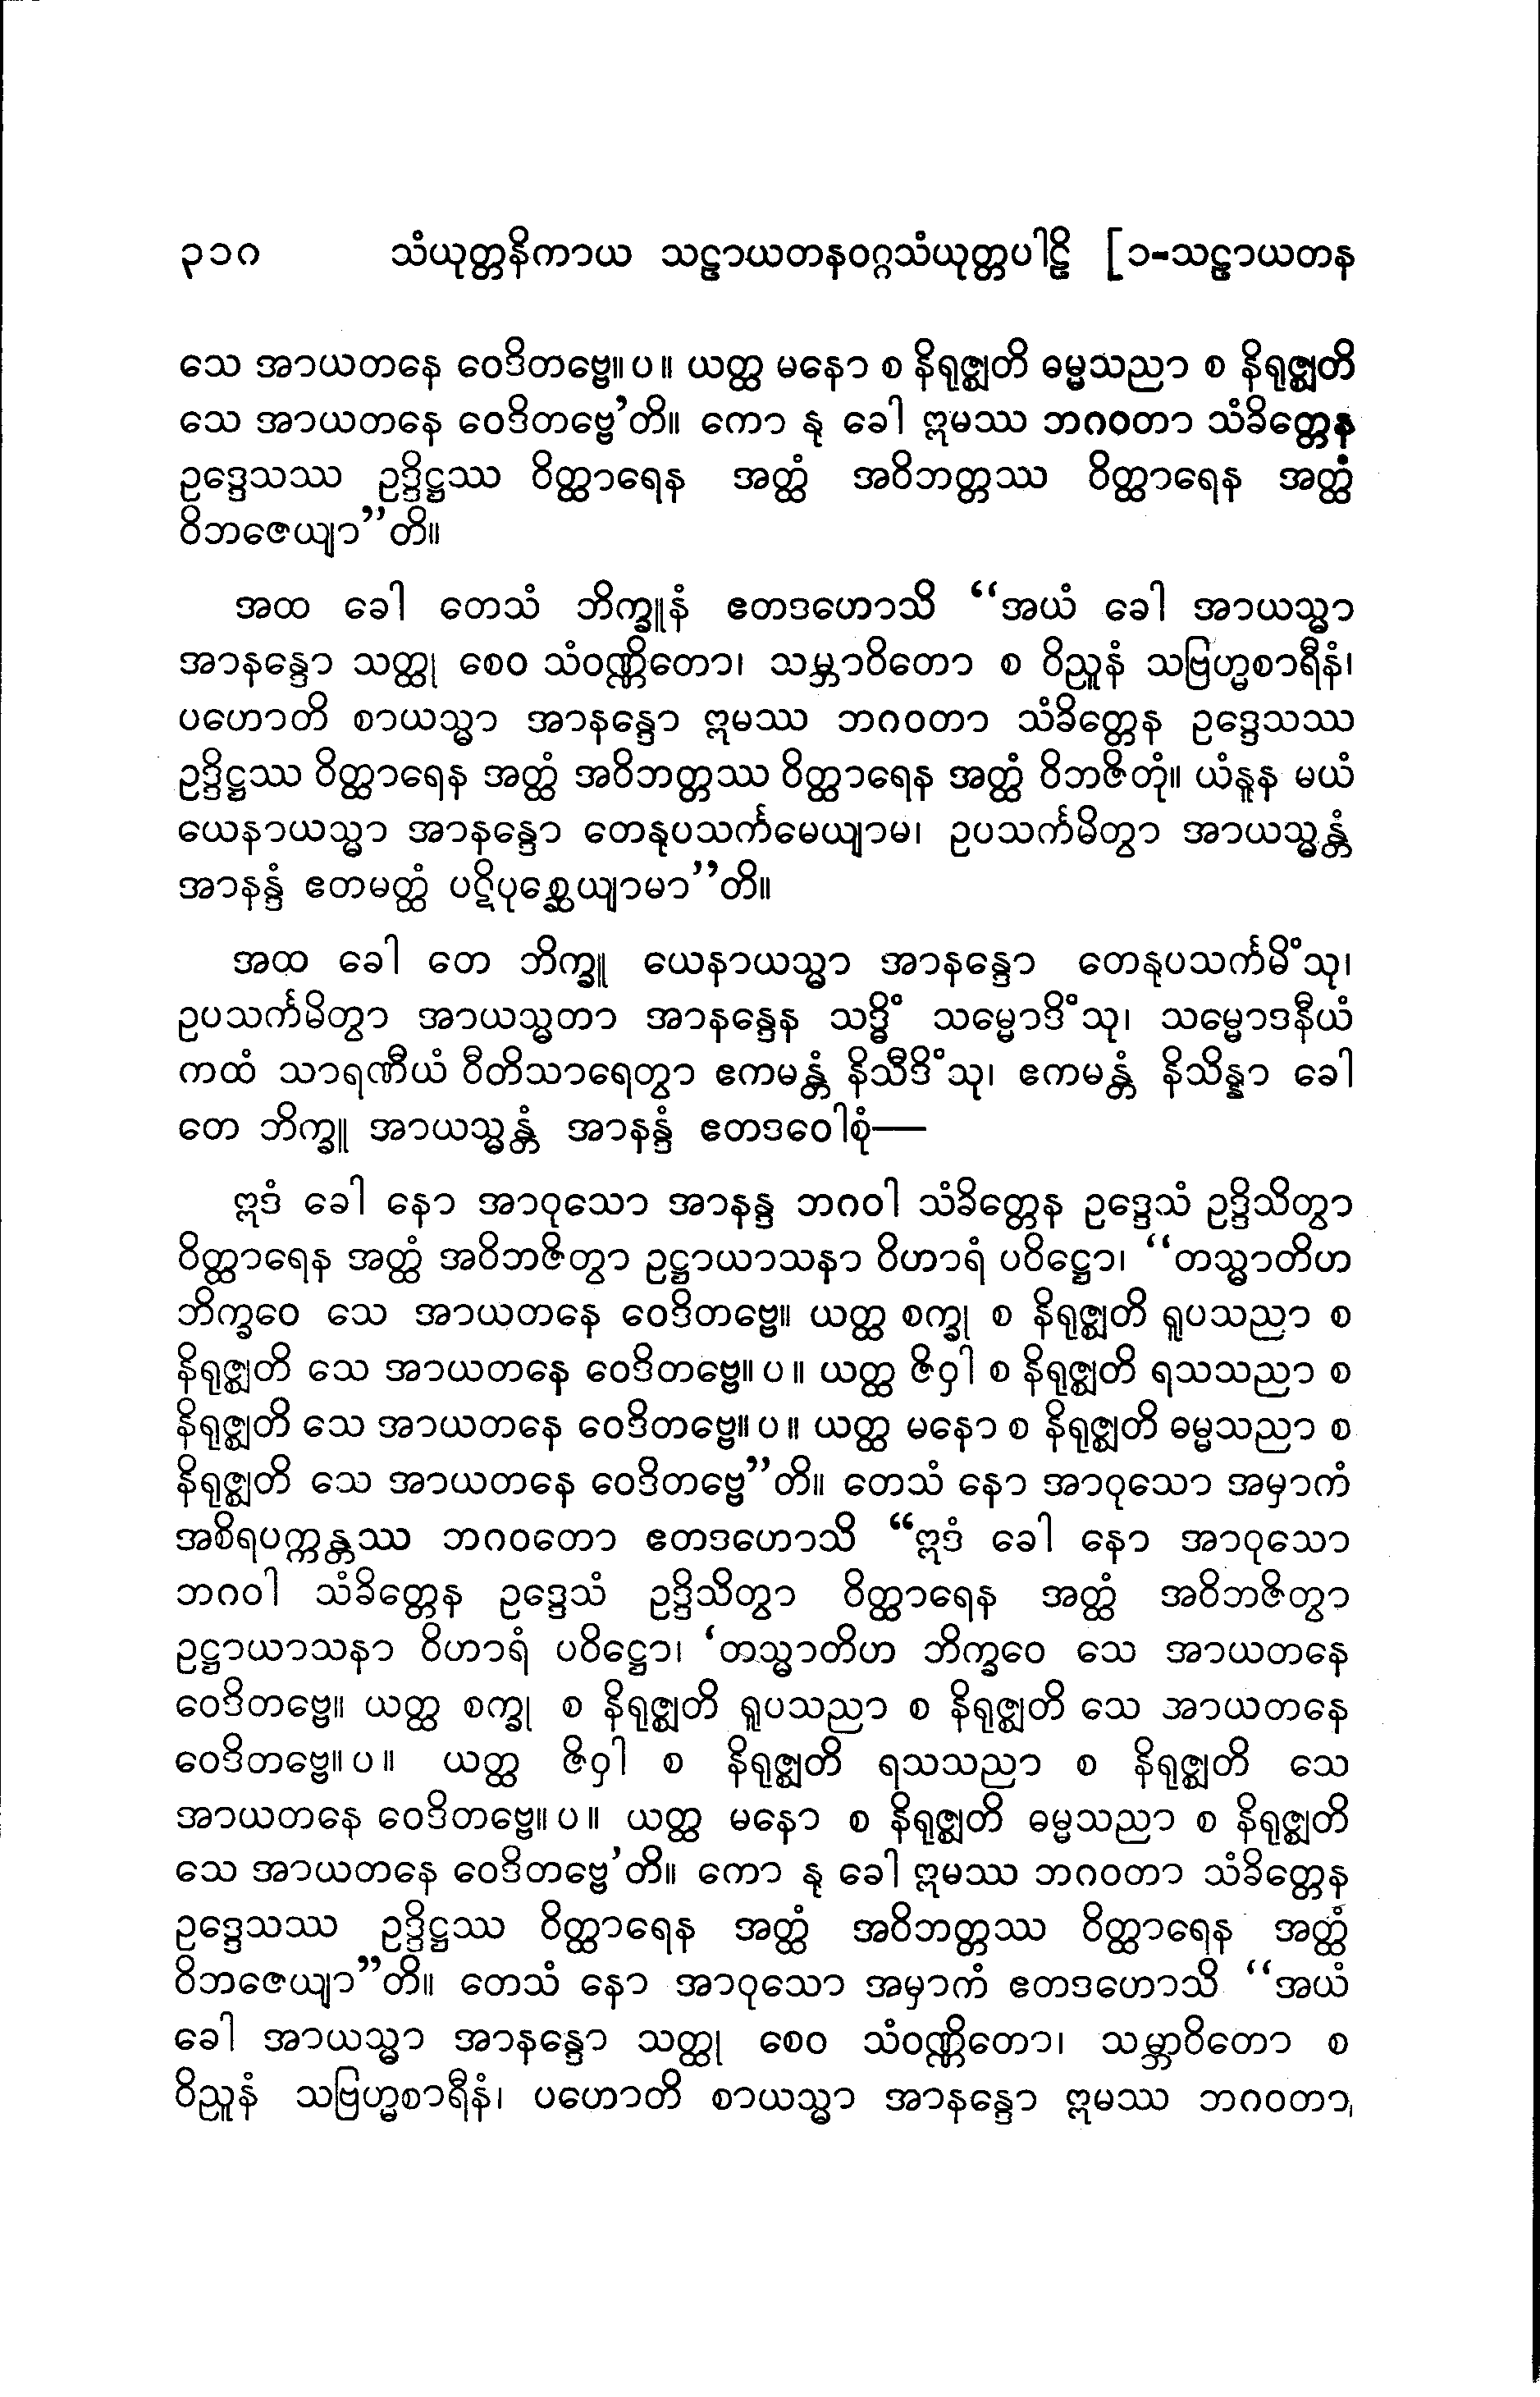 ၃၁၀ သံယုတ္တနိကာယ သဠာယတနဝဂ္ဂသံယုတ္တပါဠိ [၁-သဠာယတန
သေ အာယတနေ ဝေဒိတဗ္ဗေ။ ပ ။ ယတ္ထ မနော စ နိရုဇ္ဈတိ ဓမ္မသညာ စ နိရုဇ္ဈတိ
သေ အာယတနေ ဝေဒိတဗ္ဗေ’တိ။ ကော နု ခေါ ဣမဿ ဘဂဝတာ သံခိတ္တေန
ဥဒ္ဒေသဿ ဥဒ္ဒိဋ္ဌဿ ဝိတ္ထာရေန အတ္ထံ အဝိဘတ္တဿ ဝိတ္ထာရေန အတ္ထံ
ဝိဘဇေယျာ”တိ။
အထ ခေါ တေသံ ဘိက္ခူနံ ဧတဒဟောသိ “အယံ ခေါ အာယသ္မာ
အာနန္ဒော သတ္ထု စေဝ သံဝဏ္ဏိတော၊ သမ္ဘာဝိတော စ ဝိညူနံ သဗြဟ္မစာရီနံ၊
ပဟောတိ စာယသ္မာ အာနန္ဒော ဣမဿ ဘဂဝတာ သံခိတ္တေန ဥဒ္ဒေသဿ
ဥဒ္ဒိဋ္ဌဿ ဝိတ္ထာရေန အတ္ထံ အဝိဘတ္တဿ ဝိတ္ထာရေန အတ္ထံ ဝိဘဇိတုံ။ ယံနူန မယံ
ယေနာယသ္မာ အာနန္ဒော တေနုပသင်္ကမေယျာမ၊ ဥပသင်္ကမိတွာ အာယသ္မန္တံ
အာနန္ဒံ ဧတမတ္ထံ ပဋိပုစ္ဆေယျာမာ”တိ။
အထ ခေါ တေ ဘိက္ခူ ယေနာယသ္မာ အာနန္ဒော တေနုပသင်္ကမိံသု၊
ဥပသင်္ကမိတွာ အာယသ္မတာ အာနန္ဒေန သဒ္ဓိံ သမ္မောဒိံသု၊ သမ္မောဒနီယံ
ကထံ သာရဏီယံ ဝီတိသာရေတွာ ဧကမန္တံ နိသီဒိံသု၊ ဧကမန္တံ နိသိန္နာ ခေါ
တေ ဘိက္ခူ အာယသ္မန္တံ အာနန္ဒံ ဧတဒဝေါစုံ—
ဣဒံ ခေါ နော အာဝုသော အာနန္ဒ ဘဂဝါ သံခိတ္တေန ဥဒ္ဒေသံ ဥဒ္ဒိသိတွာ
ဝိတ္ထာရေန အတ္ထံ အဝိဘဇိတွာ ဥဋ္ဌာယာသနာ ဝိဟာရံ ပဝိဋ္ဌော၊ “တသ္မာတိဟ
ဘိက္ခဝေ သေ အာယတနေ ဝေဒိတဗ္ဗေ။ ယတ္ထ စက္ခု စ နိရုဇ္ဈတိ ရူပသညာ စ
နိရုဇ္ဈတိ သေ အာယတနေ ဝေဒိတဗ္ဗေ။ ပ ။ ယတ္ထ ဇိဝှါ စ နိရုဇ္ဈတိ ရသသညာ စ
နိရုဇ္ဈတိ သေ အာယတနေ ဝေဒိတဗ္ဗေ။ ပ ။ ယတ္ထ မနော စ နိရုဇ္ဈတိ ဓမ္မသညာ စ
နိရုဇ္ဈတိ သေ အာယတနေ ဝေဒိတဗ္ဗေ”တိ။ တေသံ နော အာဝုသော အမှာကံ
အစိရပက္ကန္တဿ ဘဂဝတော ဧတဒဟောသိ “ဣဒံ ခေါ နော အာဝုသော
ဘဂဝါ သံခိတ္တေန ဥဒ္ဒေသံ ဥဒ္ဒိသိတွာ ဝိတ္ထာရေန အတ္ထံ အဝိဘဇိတွာ
ဥဋ္ဌာယာသနာ ဝိဟာရံ ပဝိဋ္ဌော၊ ‘တသ္မာတိဟ ဘိက္ခဝေ သေ အာယတနေ
ဝေဒိတဗ္ဗေ။ ယတ္ထ စက္ခု စ နိရုဇ္ဈတိ ရူပသညာ စ နိရုဇ္ဈတိ သေ အာယတနေ
ဝေဒိတဗ္ဗေ။ ပ ။ ယတ္ထ ဇိဝှါ စ နိရုဇ္ဈတိ ရသသညာ စ နိရုဇ္ဈတိ သေ
အာယတနေ ဝေဒိတဗ္ဗေ။ ပ ။ ယတ္ထ မနော စ နိရုဇ္ဈတိ ဓမ္မသညာ စ နိရုဇ္ဈတိ
သေ အာယတနေ ဝေဒိတဗ္ဗေ’တိ။ ကော နု ခေါ ဣမဿ ဘဂဝတာ သံခိတ္တေန
ဥဒ္ဒေသဿ ဥဒ္ဒိဋ္ဌဿ ဝိတ္ထာရေန အတ္ထံ အဝိဘတ္တဿ ဝိတ္ထာရေန အတ္ထံ
ဝိဘဇေယျာ”တိ။ တေသံ နော အာဝုသော အမှာကံ ဧတဒဟောသိ “အယံ
ခေါ အာယသ္မာ အာနန္ဒော သတ္ထု စေဝ သံဝဏ္ဏိတော၊ သမ္ဘာဝိတော စ
ဝိညူနံ သဗြဟ္မစာရီနံ၊ ပဟောတိ စာယသ္မာ အာနန္ဒော ဣမဿ ဘဂဝတာ